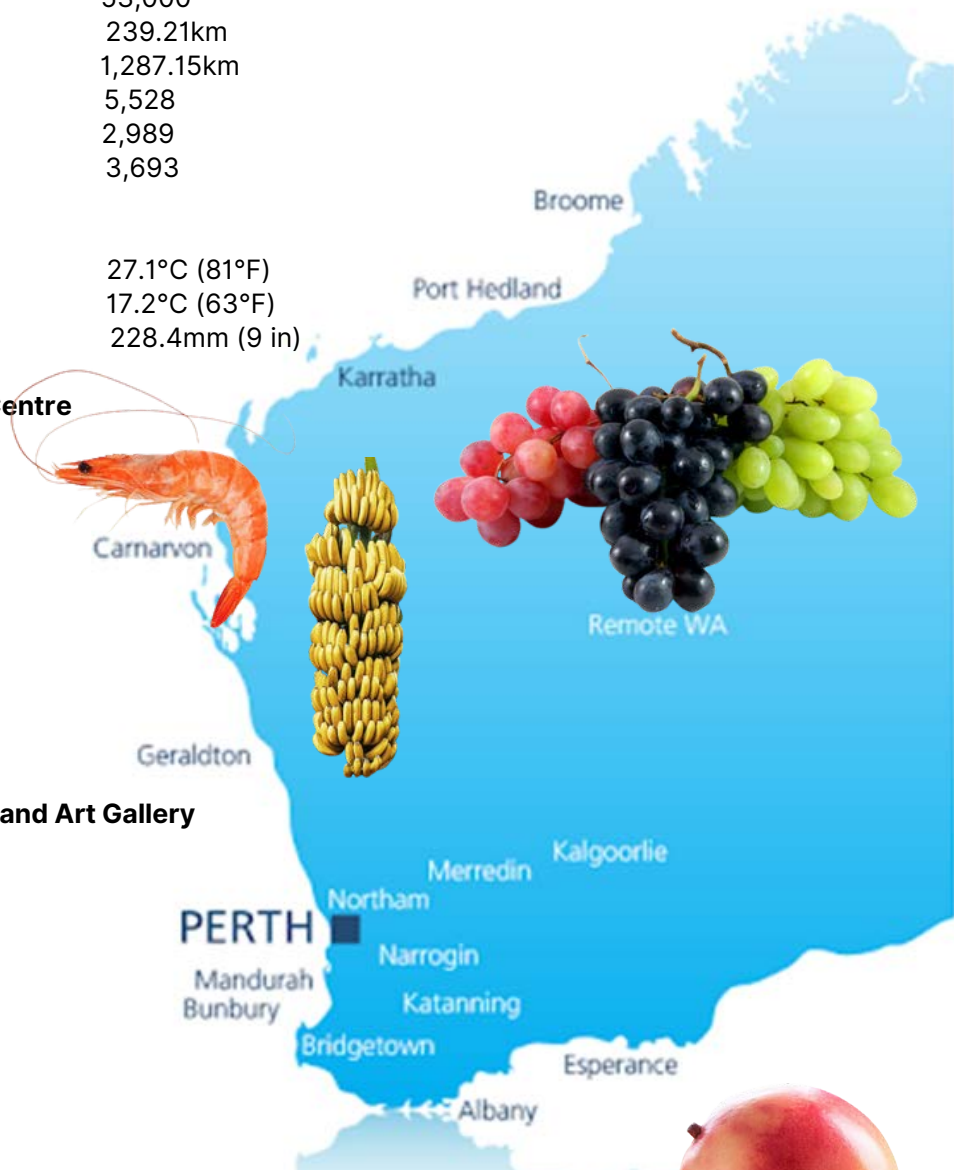 53,000
239.21km
1,287.15km
5,528
2,989
3,693
Broome
27.1°C (81°F)
Port Hedland
17.2°C (63°F)
228.4mm (9 in)
Karratha
entre
Carnarvon
Remote WA
Geraldton
and Art Gallery
Kalgoorlie
Merredin
Northam
PERTH
Narrogin
Mandurah
Katanning
Bunbury
Bridgetown
Esperance
Albany